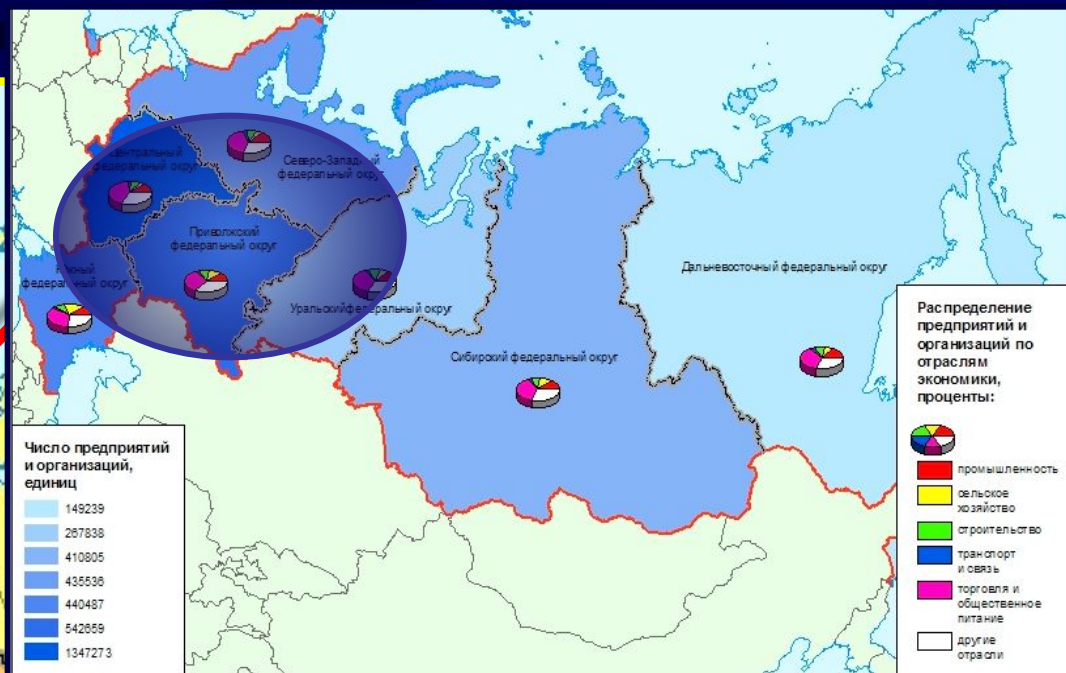 Центральный
федеральный округ
Северо-Западный
федеральный округ
Приволжский
федеральный округ
Южный
федеральный округ
Уральский федеральный округ
Дальневосточный федеральный округ
Сибирский федеральный округ
Число предприятий
и организаций,
единиц
149239
267838
410805
435536
440487
542659
1347273
Распределение
предприятий и
организаций по
отраслям
экономики,
проценты:
промышленность
сельское
хозяйство
строительство
транспорт
и связь
торговля и
общественное
питание
другие
отрасли